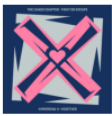 THE CHAOS CHAPTER : FIGHT OR ESCAPE
TOMORROW X TOGETHER